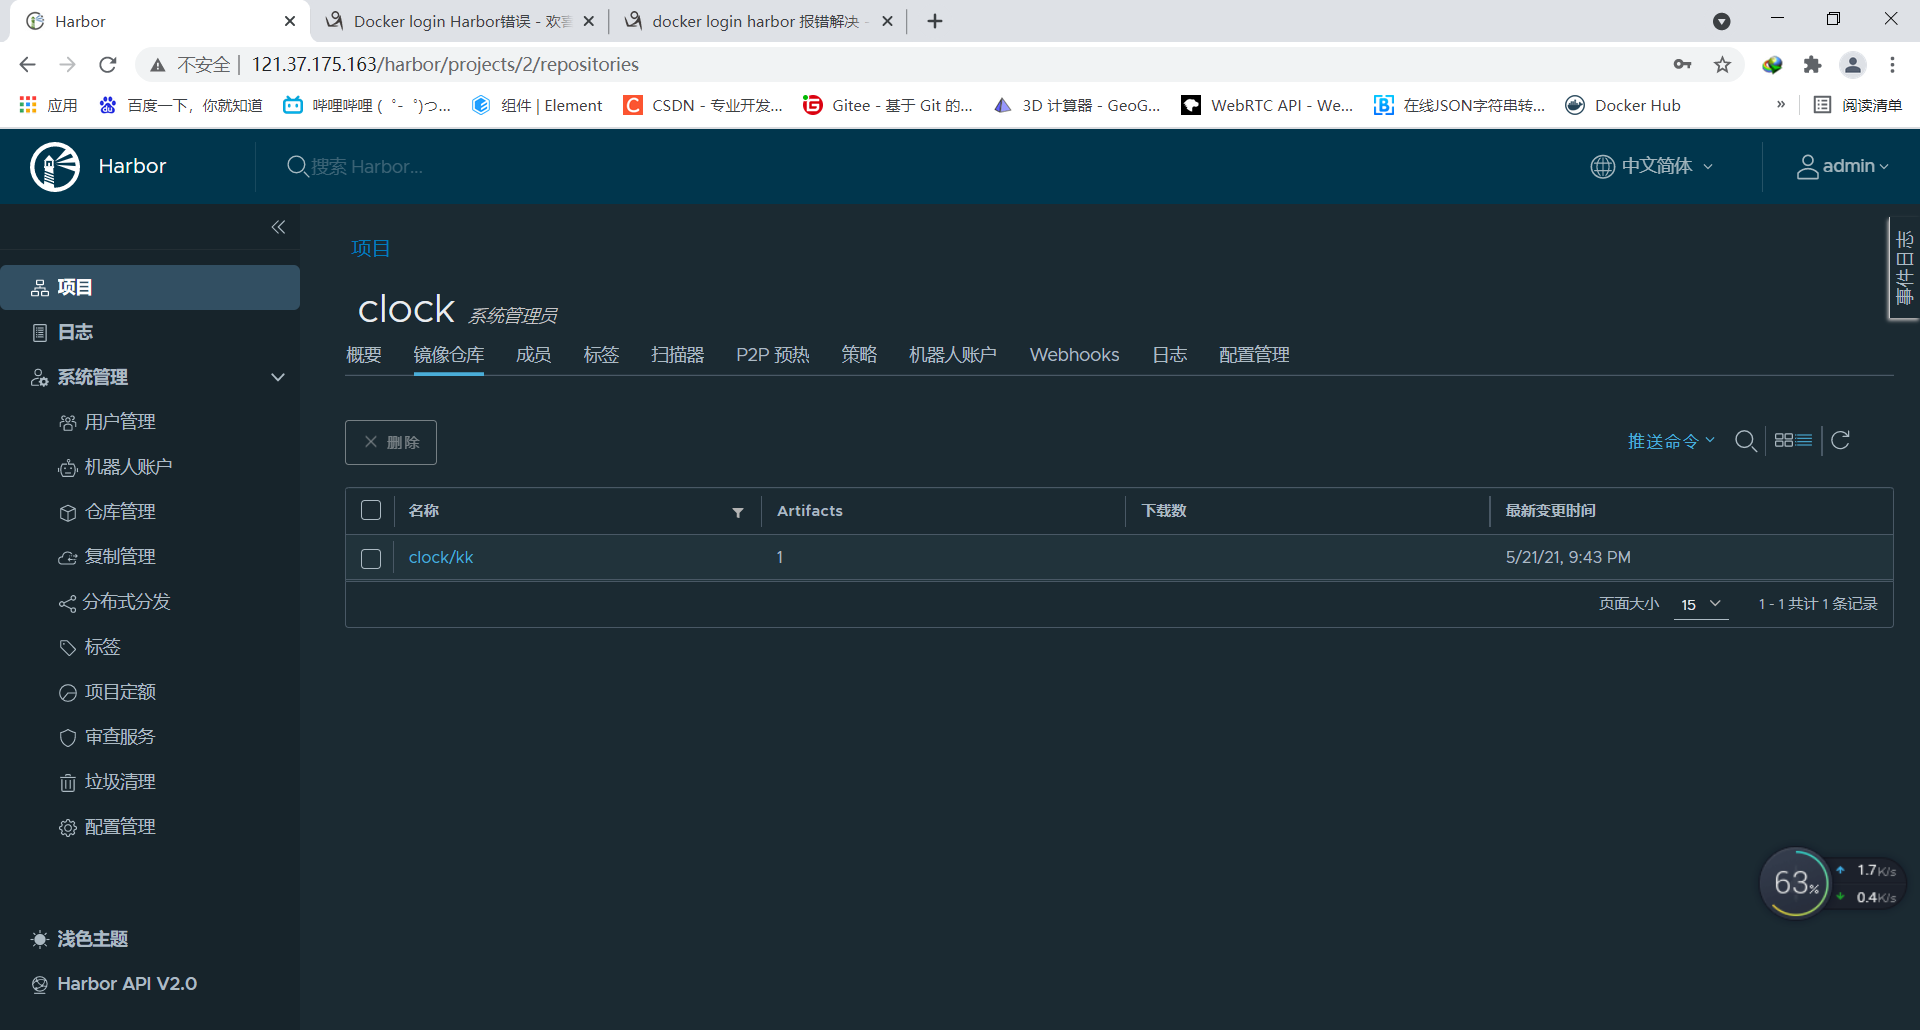 Harbor
Docker login Harbor错误 - 欢
docker login harbor 报错解决 -
不安全 | 121.37.175.163/harbor/projects/2/repositories
应用
百度一下，你就知道
哔哩哔哩 (゜-゜)つ...
组件 | Element
CSDN - 专业开发...
Gitee - 基于 Git 的...
3D 计算器 - GeoG...
WebRTC API - We...
在线JSON字符串转...
Docker Hub
»
阅读清单
Harbor
搜索 Harbor...
中文简体
admin
事件日志
项目
日志
系统管理
用户管理
机器人账户
仓库管理
复制管理
分布式分发
标签
项目定额
审查服务
垃圾清理
配置管理
浅色主题
Harbor API V2.0
项目
clock 系统管理员
概要 镜像仓库 成员 标签 扫描器 P2P 预热 策略 机器人账户 Webhooks 日志 配置管理
删除
推送命令
名称 Artifacts 下载数 最新变更时间
clock/kk 1 5/21/21, 9:43 PM
页面大小 15 1 - 1 共计 1 条记录
63%
1.7K/s
0.4K/s